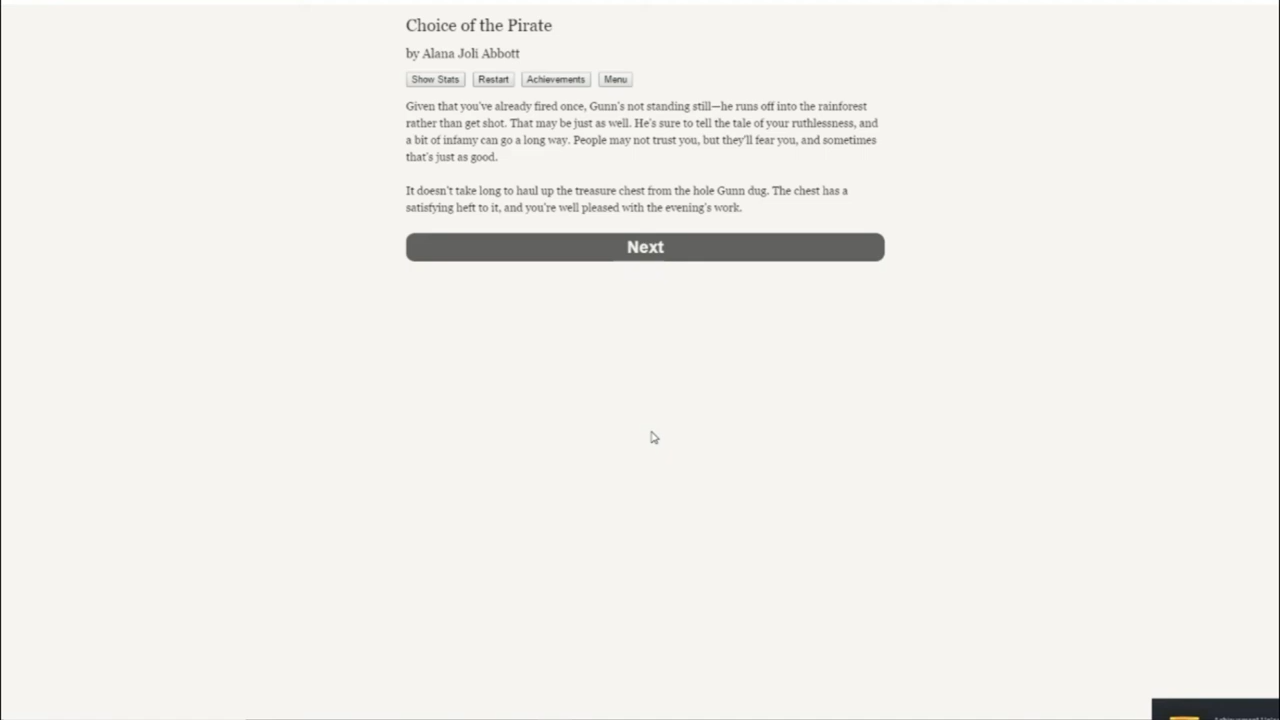 Choice of the Pirate
by Alana Joli Abbott
Show Stats Restart Achievements Menu
Given that you've already fired once, Gunn's not standing still—he runs off into the rainforest
rather than get shot. That may be just as well. He's sure to tell the tale of your ruthlessness, and
a bit of infamy can go a long way. People may not trust you, but they'll fear you, and sometimes
that's just as good.
It doesn't take long to haul up the treasure chest from the hole Gunn dug. The chest has a
satisfying heft to it, and you're well pleased with the evening's work.
Next